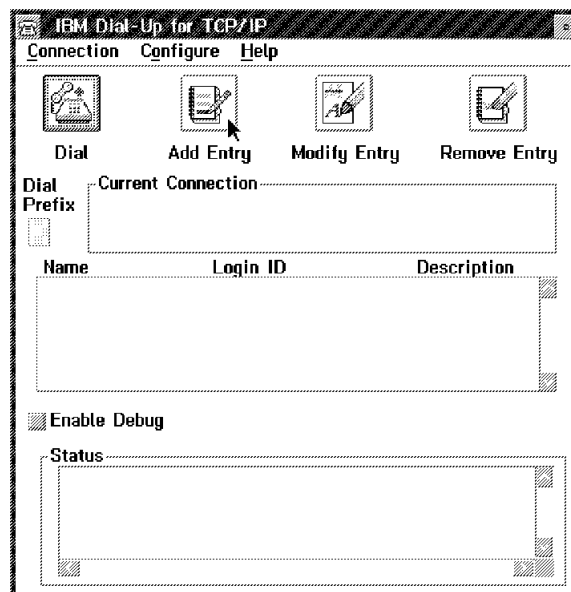 IBM Dial-Up for TCP/IP
Connection Configure Help
Dial Add Entry Modify Entry Remove Entry
Dial Prefix
Current Connection
Name Login ID Description
Enable Debug
Status